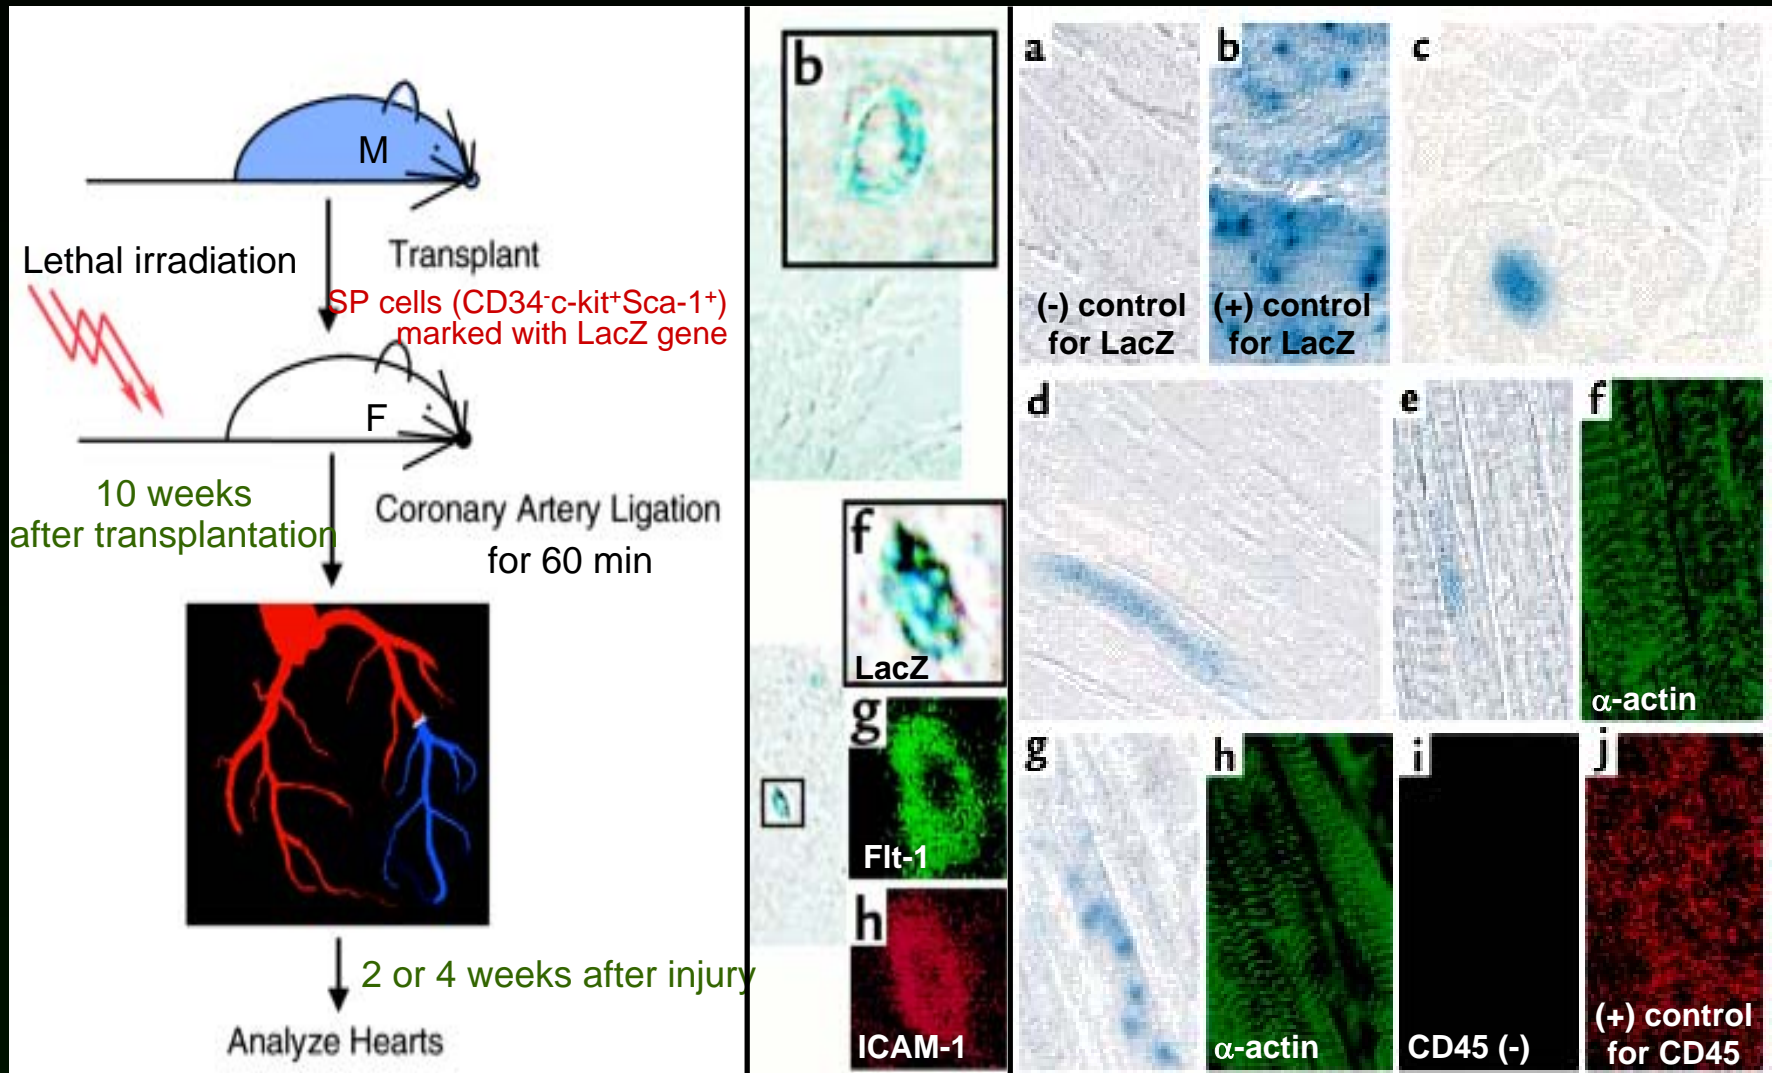 M
Lethal irradiation
Transplant
SP cells (CD34⁻c-kit⁺Sca-1⁺)
marked with LacZ gene
F
10 weeks
after transplantation
Coronary Artery Ligation
for 60 min
2 or 4 weeks after injury
Analyze Hearts
b
f
LacZ
g
Flt-1
h
ICAM-1
a
(-) control
for LacZ
b
(+) control
for LacZ
c
d
e
f
α-actin
g
h
α-actin
i
CD45 (-)
j
(+) control
for CD45